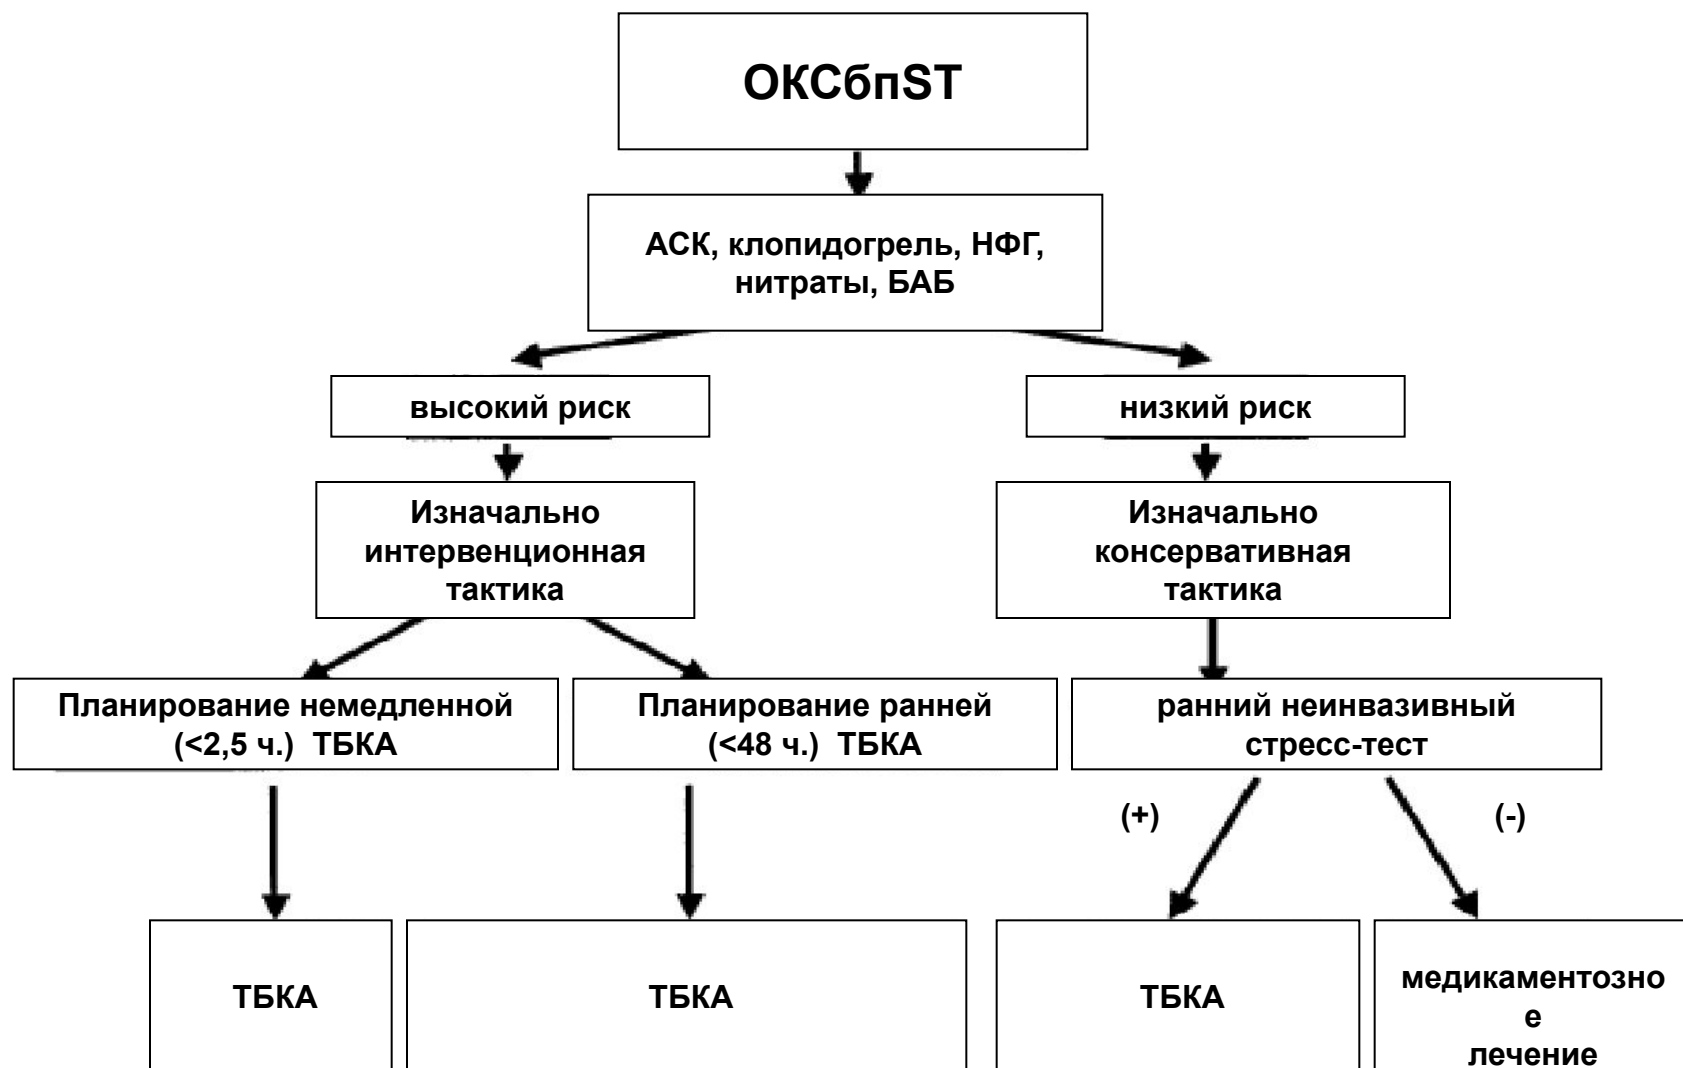 ОКСбпST
АСК, клопидогрель, НФГ,
нитраты, БАБ
высокий риск
низкий риск
Изначально
интервенционная
тактика
Изначально
консервативная
тактика
Планирование немедленной
(<2,5 ч.) ТБКА
Планирование ранней
(<48 ч.) ТБКА
ранний неинвазивный
стресс-тест
(+)
(-)
ТБКА
ТБКА
ТБКА
медикаментозно
е
лечение